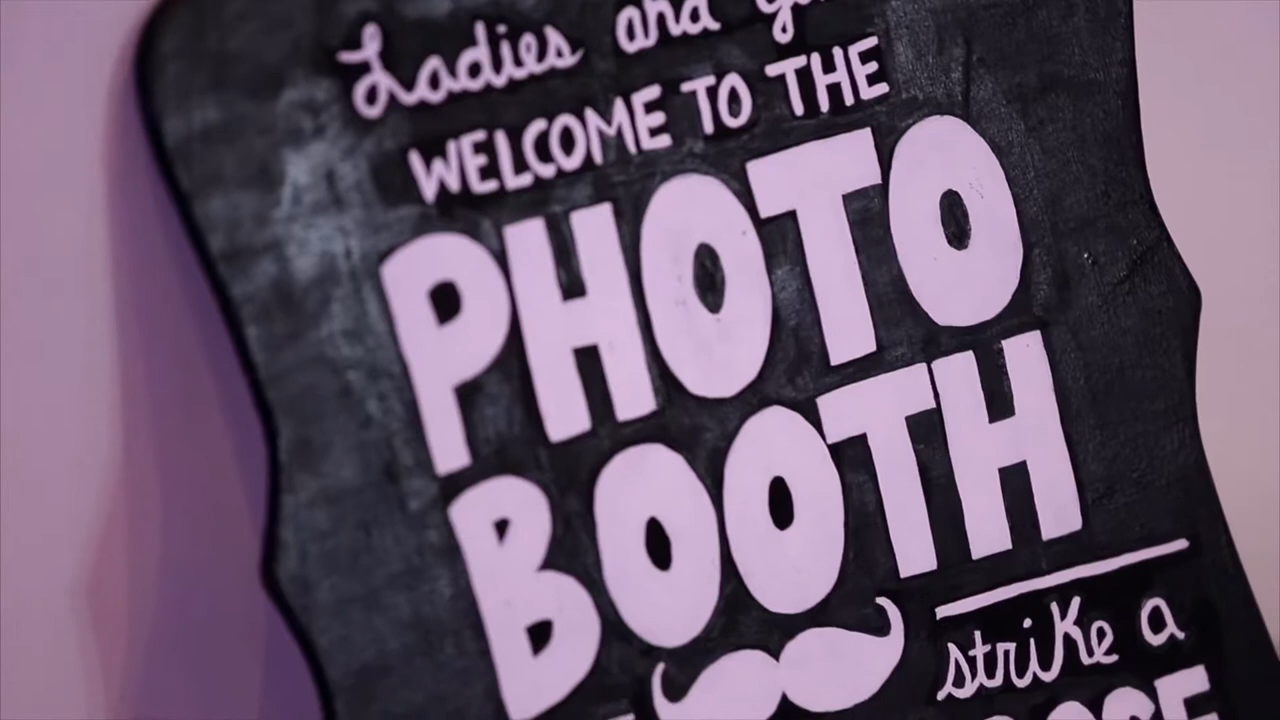 Ladies and
WELCOME TO THE
PHOTO
BOOTH
strike a